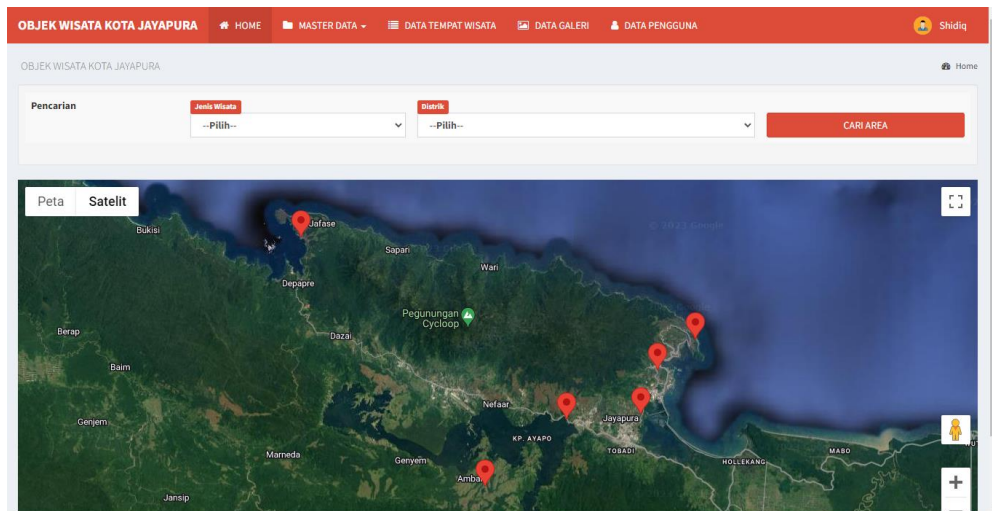 OBJEK WISATA KOTA JAYAPURA HOME MASTER DATA DATA TEMPAT WISATA DATA GALERI DATA PENGGUNA Shidiq
OBJEK WISATA KOTA JAYAPURA Home
Pencarian Jenis Wisata Distrik
--Pilih-- --Pilih-- CARI AREA
Peta Satelit
Jafase
Bukisi
Sapari
Wari
Depapre
Pegunungan
Cycloop
Berap
Dazai
Baim
Nefaar
Genjem
Jayapura
KP. AYAPO
TOBADI
MABO
Marneda
Genyem
HOLLEKANG
Jansip